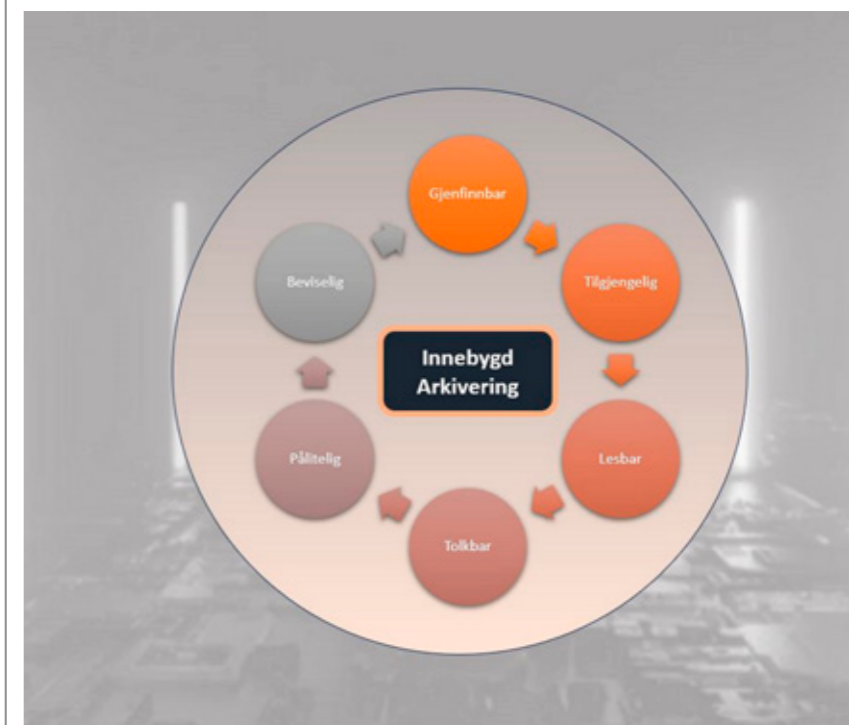 Gjenfinnbar
Tilgjengelig
Lesbar
Tolkbar
Pålitelig
Beviselig
Innebygd
Arkivering